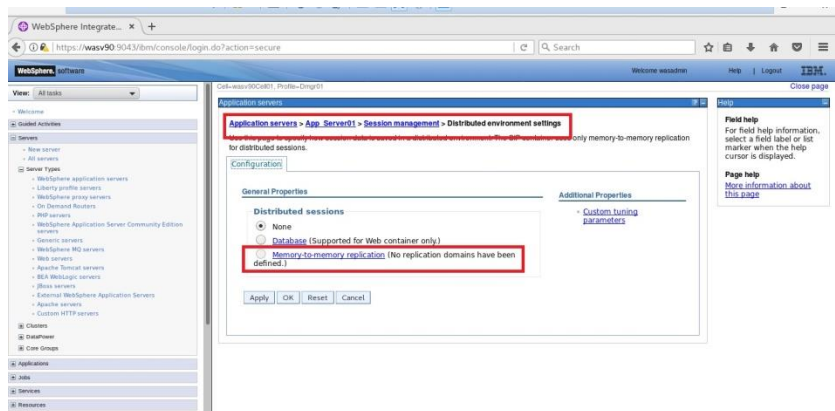 WebSphere Integrate... × +
https://wasv90:9043/ibm/console/login.do?action=secure
Search
WebSphere. software
Welcome wasadmin
Help | Logout
IBM.
Cell=wasv90Cell01, Profile=Dmgr01
Close page
View: All tasks
Welcome
Guided Activities
Servers
New server
All servers
Server Types
WebSphere application servers
Liberty profile servers
WebSphere proxy servers
On Demand Routers
PHP servers
WebSphere Application Server Community Edition
servers
Generic servers
WebSphere MQ servers
Web servers
Apache Tomcat servers
BEA WebLogic servers
JBoss servers
External WebSphere Application Servers
Apache servers
Custom HTTP servers
Clusters
DataPower
Core Groups
Applications
Jobs
Services
Resources
Application servers
Application servers > App_Server01 > Session management > Distributed environment
settings
only memory-to-memory replication
for distributed sessions.
Configuration
General Properties
Distributed sessions
None
Database (Supported for Web container only.)
Memory-to-memory replication (No replication domains have been
defined.)
Apply OK Reset Cancel
Additional Properties
Custom tuning
parameters
Help
Field help
For field help information,
select a field label or list
marker when the help
cursor is displayed.
Page help
More information about
this page